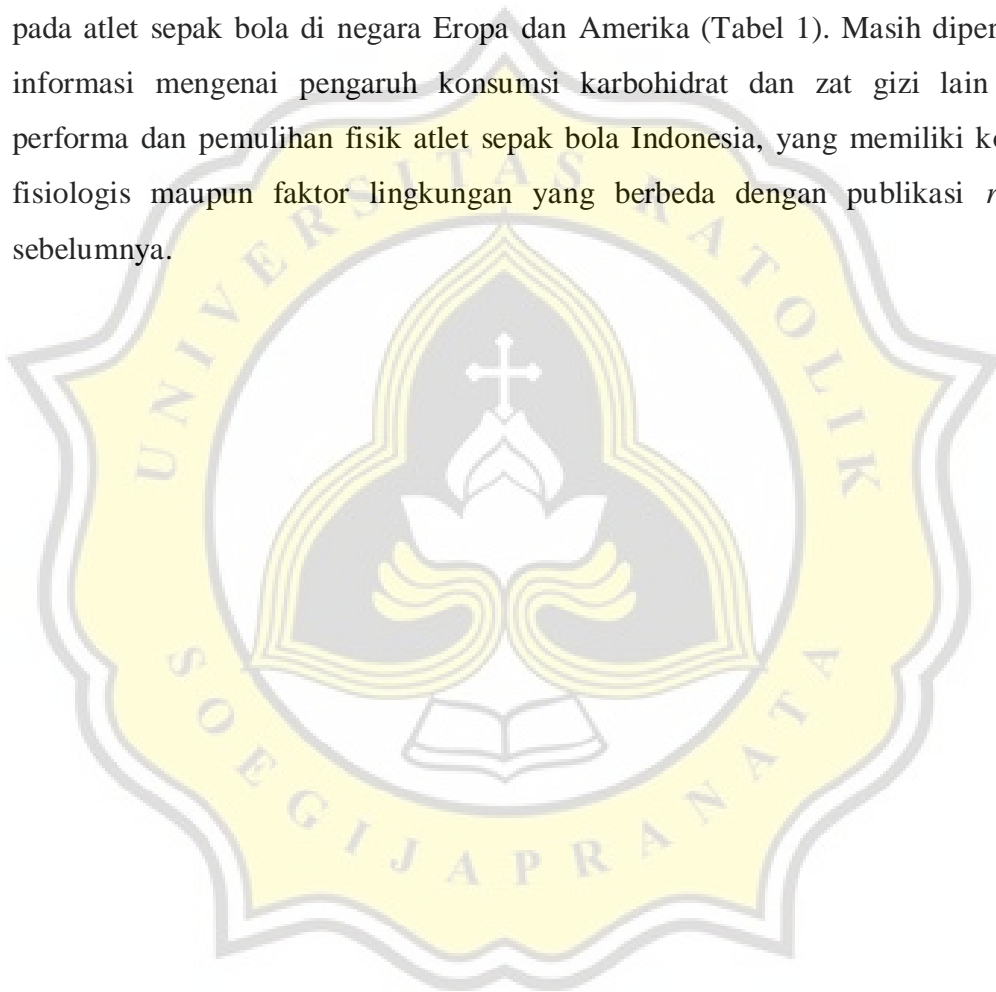 pada atlet sepak bola di negara Eropa dan Amerika (Tabel 1). Masih
informasi mengenai pengaruh konsumsi karbohidrat dan zat gizi lain
performa dan pemulihan fisik atlet sepak bola Indonesia, yang memiliki
fisiologis maupun faktor lingkungan yang berbeda dengan publikasi
sebelumnya.
UNIVERSITAS KATOLIK
SOEGIJAPRANATA